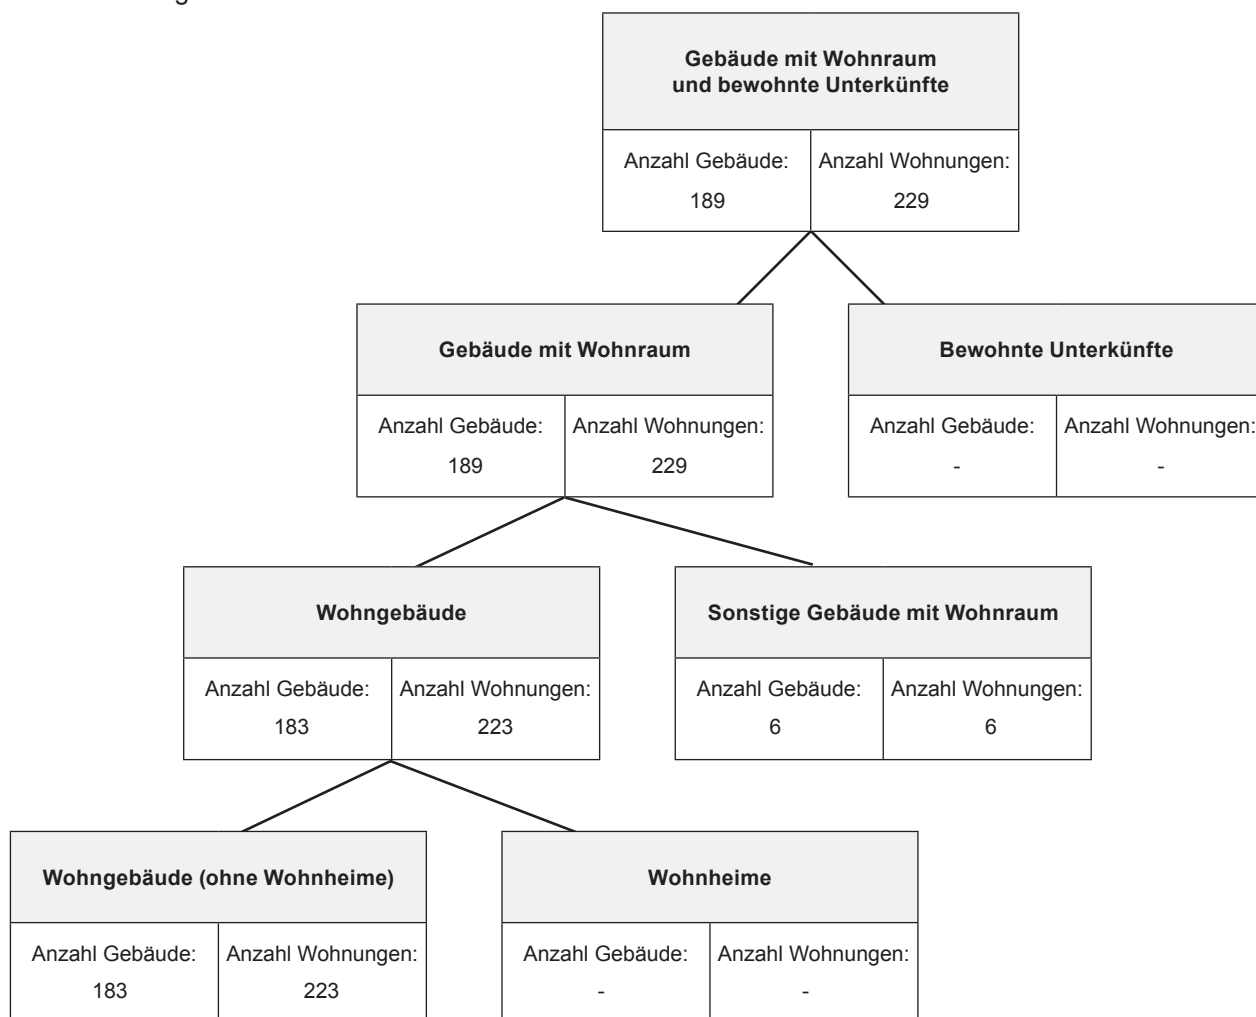 Gebäude mit Wohnraum
und bewohnte Unterkünfte
Anzahl Gebäude: Anzahl Wohnungen:
189 229
Gebäude mit Wohnraum
Anzahl Gebäude: Anzahl Wohnungen:
189 229
Bewohnte Unterkünfte
Anzahl Gebäude: Anzahl Wohnungen:
- -
Wohngebäude
Anzahl Gebäude: Anzahl Wohnungen:
183 223
Sonstige Gebäude mit Wohnraum
Anzahl Gebäude: Anzahl Wohnungen:
6 6
Wohngebäude (ohne Wohnheime)
Anzahl Gebäude: Anzahl Wohnungen:
183 223
Wohnheime
Anzahl Gebäude: Anzahl Wohnungen:
- -